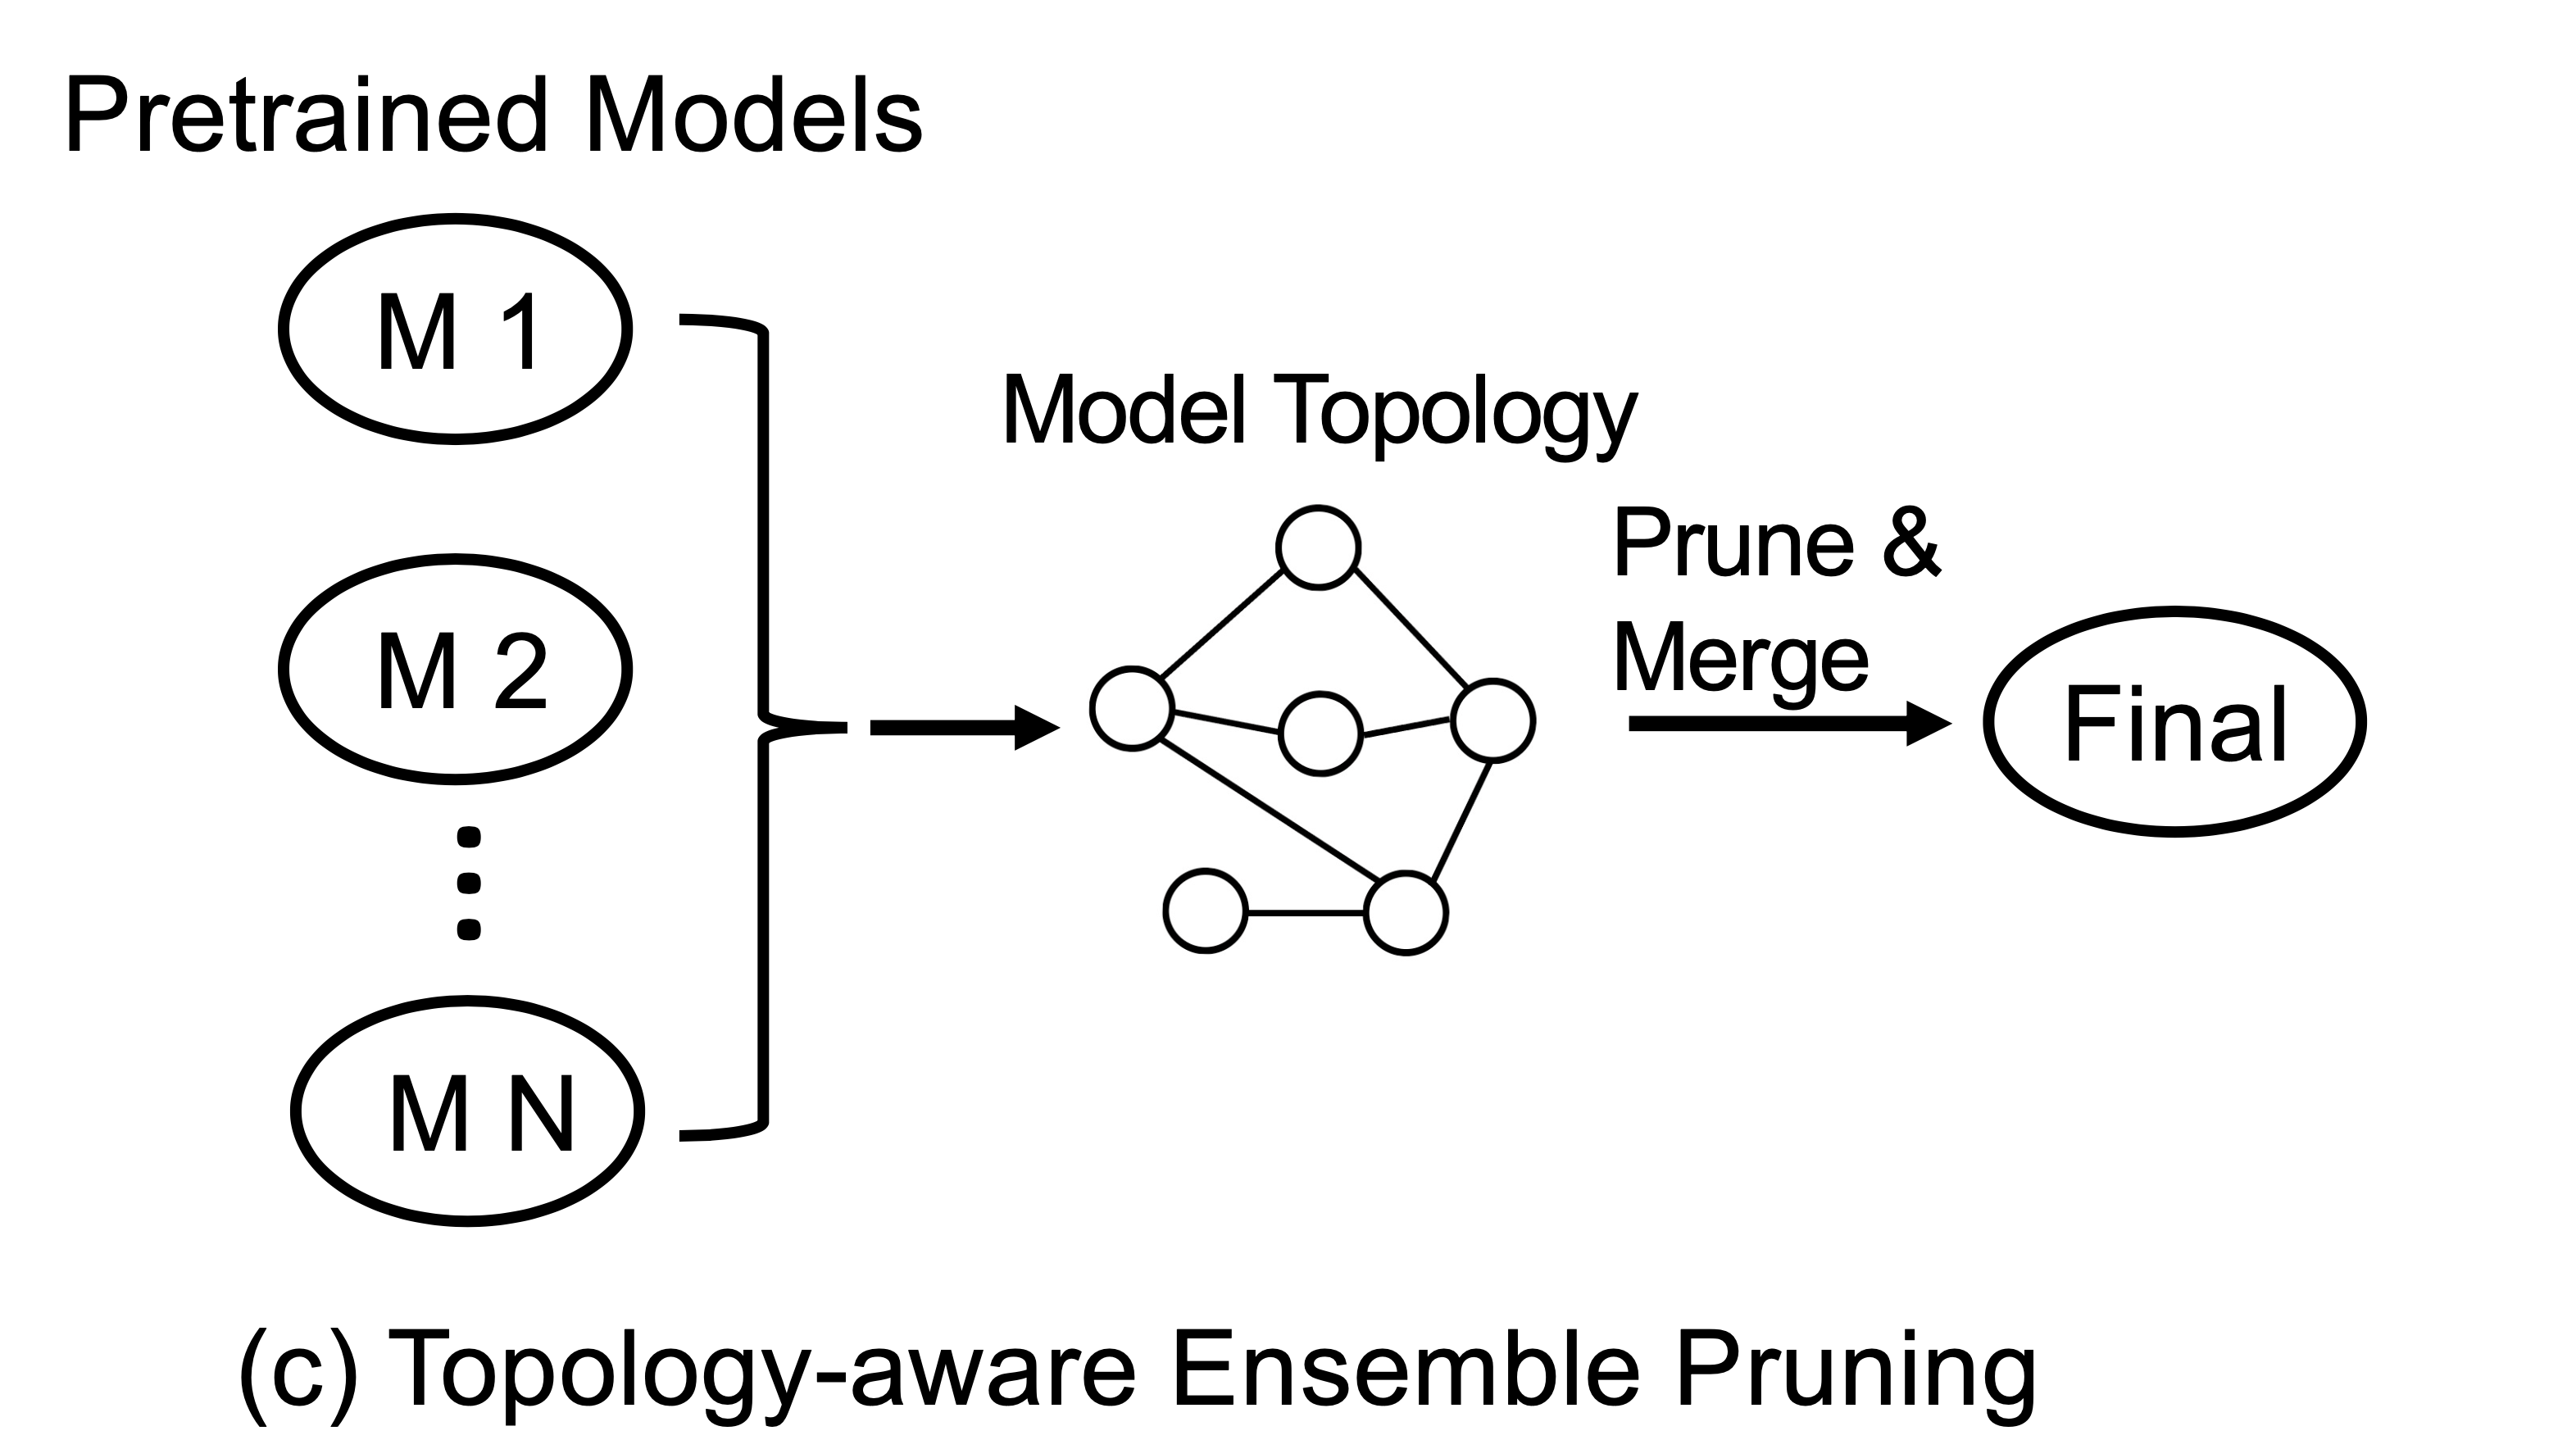 Pretrained Models
M 1
M 2
M N
Model Topology
Prune &
Merge
Final
(c) Topology-aware Ensemble Pruning